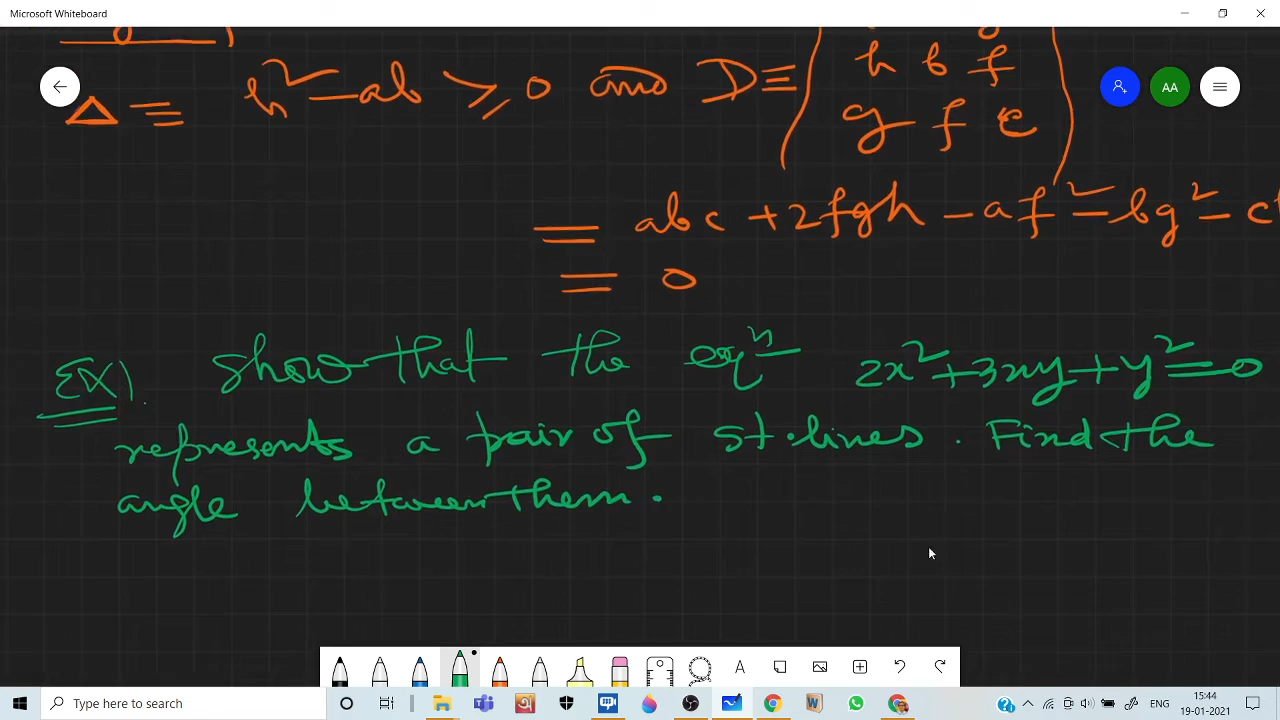 Microsoft Whiteboard
Δ ≡ h²-ab ≥ 0 and D ≡ | h b f
g f c
AA
= abc + 2fgh - af² - bg² - c
= 0
EX). Show that the eqⁿ 2x²+3xy+y²=0
represents a pair of st. lines. Find the
angle between them.
A
Type here to search
ENG
15:44
19-01-2021